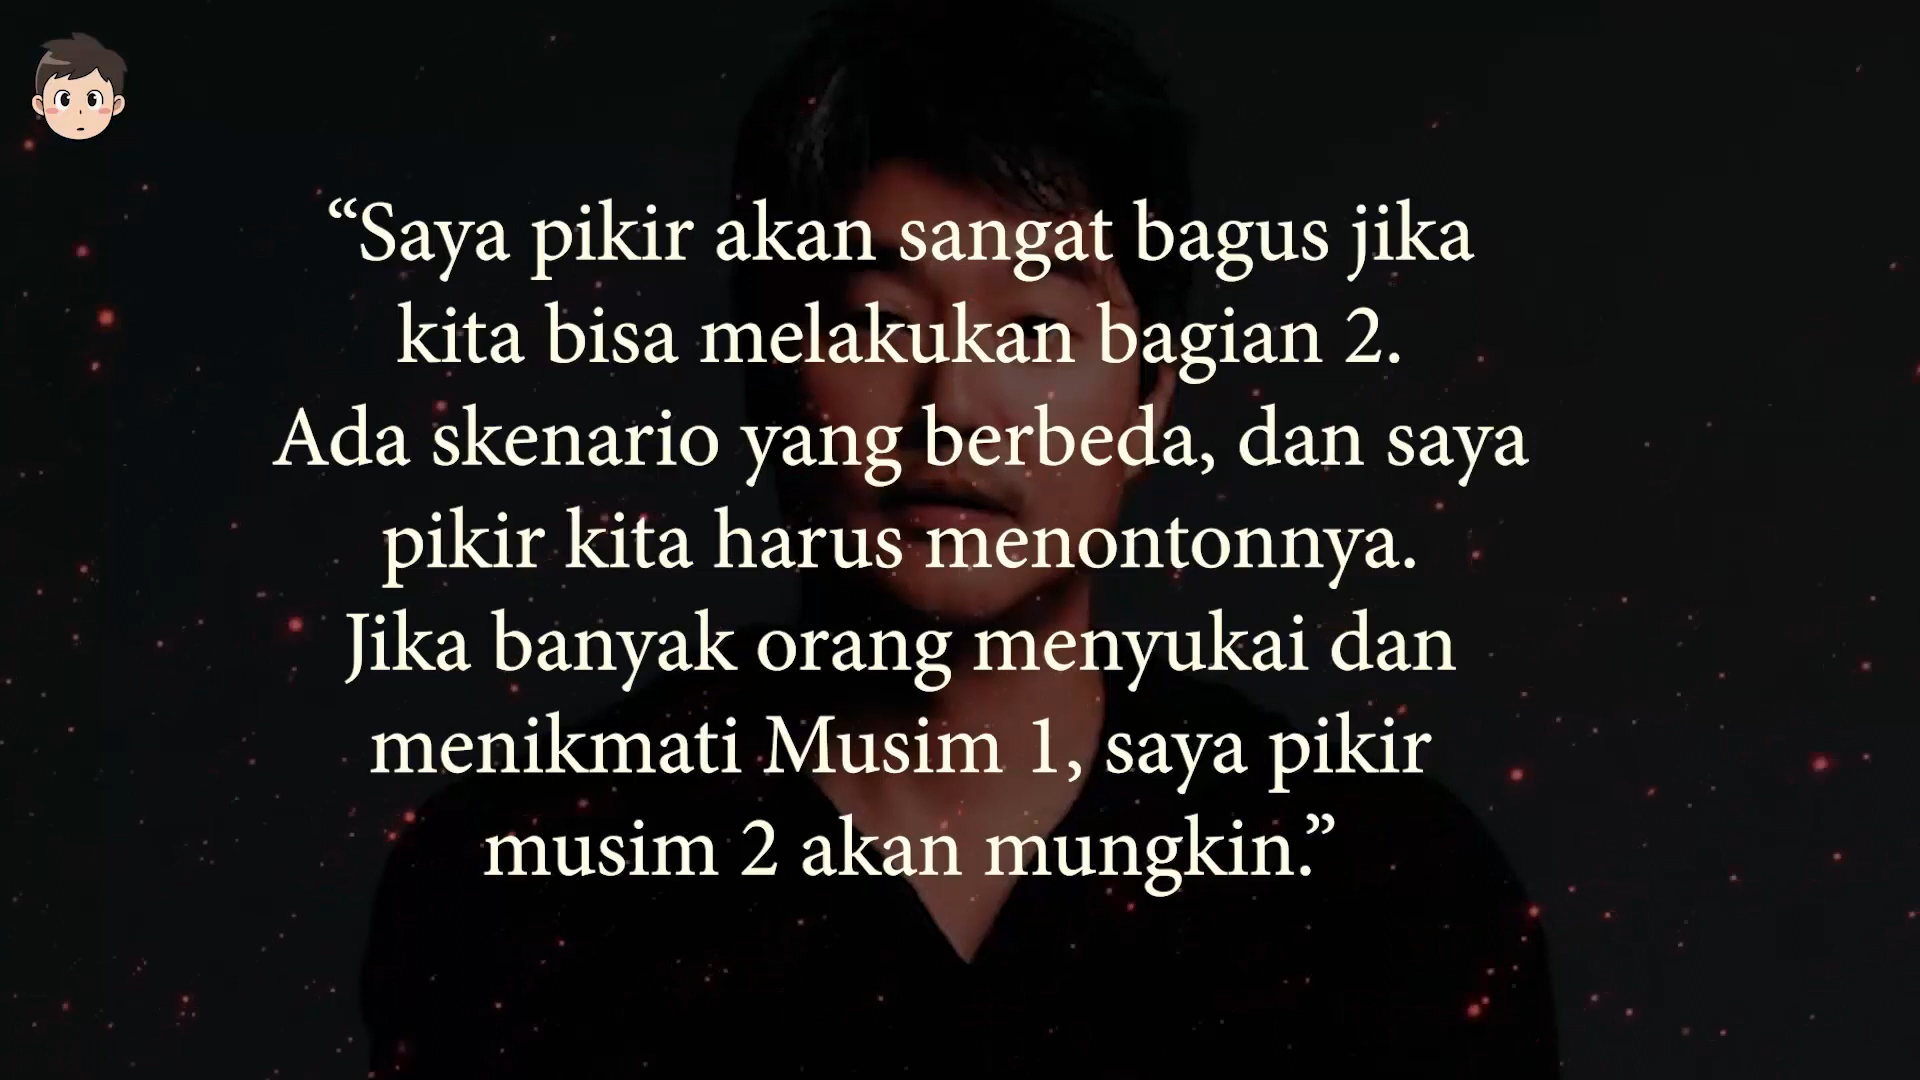 “Saya pikir akan sangat bagus jika
kita bisa melakukan bagian 2.
Ada skenario yang berbeda, dan saya
pikir kita harus menontonnya.
Jika banyak orang menyukai dan
menikmati Musim 1, saya pikir
musim 2 akan mungkin.”